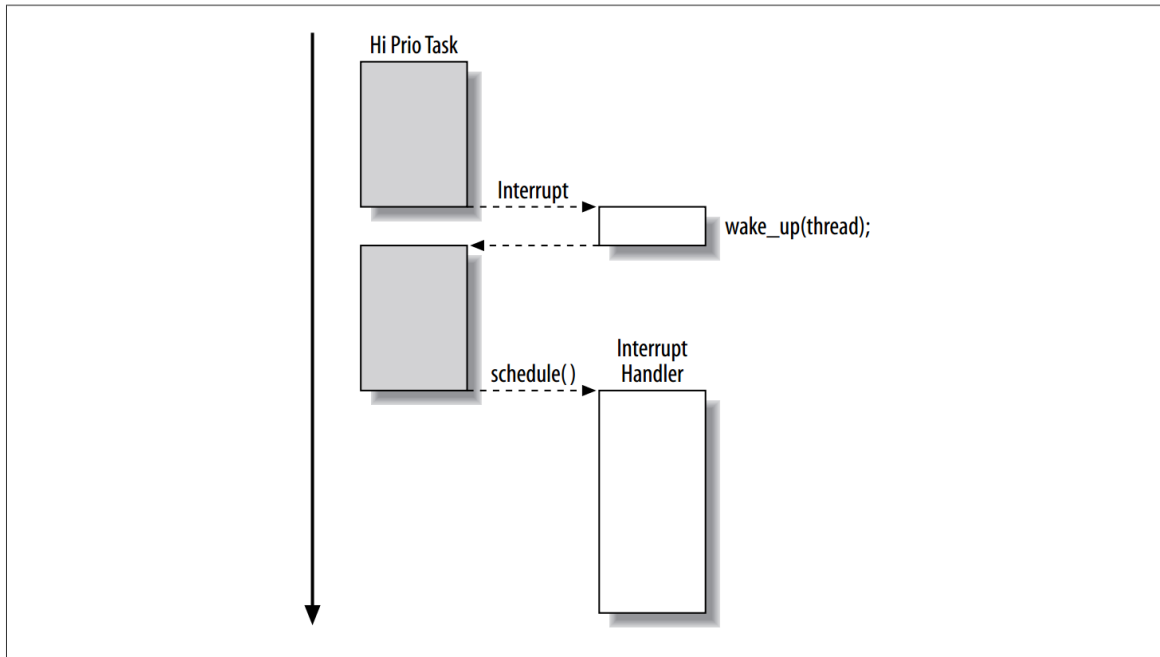 Hi Prio Task
Interrupt
wake_up(thread);
Interrupt
Handler
schedule( )